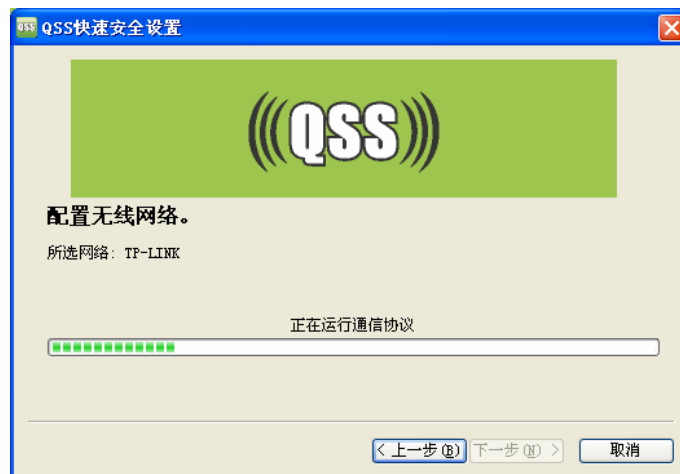 QSS QSS快速安全设置
(((QSS)))
配置无线网络。
所选网络: TP-LINK
正在运行通信协议
< 上一步(B) 下一步(N) > 取消